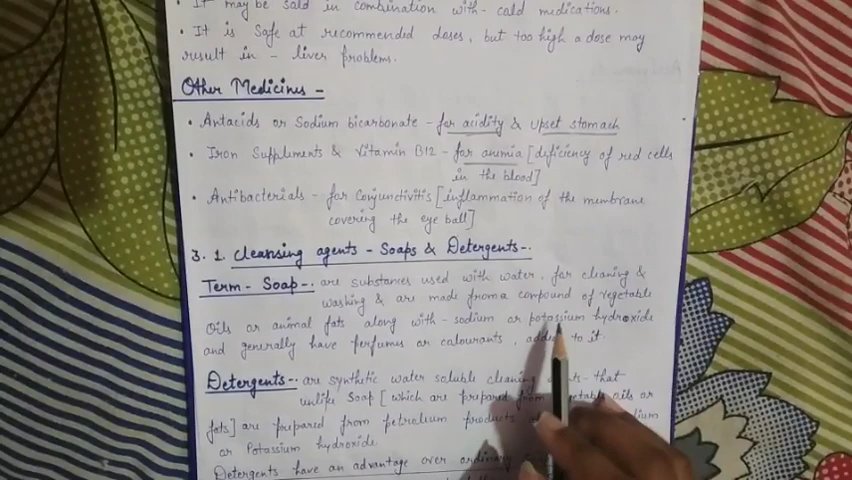 • It may be sold in combination with- cold medications.
• It is Safe at recommended doses, but too high a dose may
result in - liver problems.
Other Medicines -
• Antacids or Sodium bicarbonate - for acidity & upset stomach
• Iron Supplements & Vitamin B12 - for anumia [dificiency of red cells
in the blood]
• Antibacterials - for Conjunctivitis [inflammation of the membrane
covering the eye ball]
3. 1. Cleansing agents - Soaps & Detergents -.
Term - Soap -. are substances used with water, for cleaning &
washing & are made from a compound of vegetable
Oils or animal fats along with - sodium or potassium hydroxide
and generally have perfumes or colourants, added to it.
Detergents -. are synthetic water soluble cleaning that
unlike Soap [which are prepared from oils or
fats] are prepared from petroleum products
or Potassium hydroxide.
Detergents have an advantage over